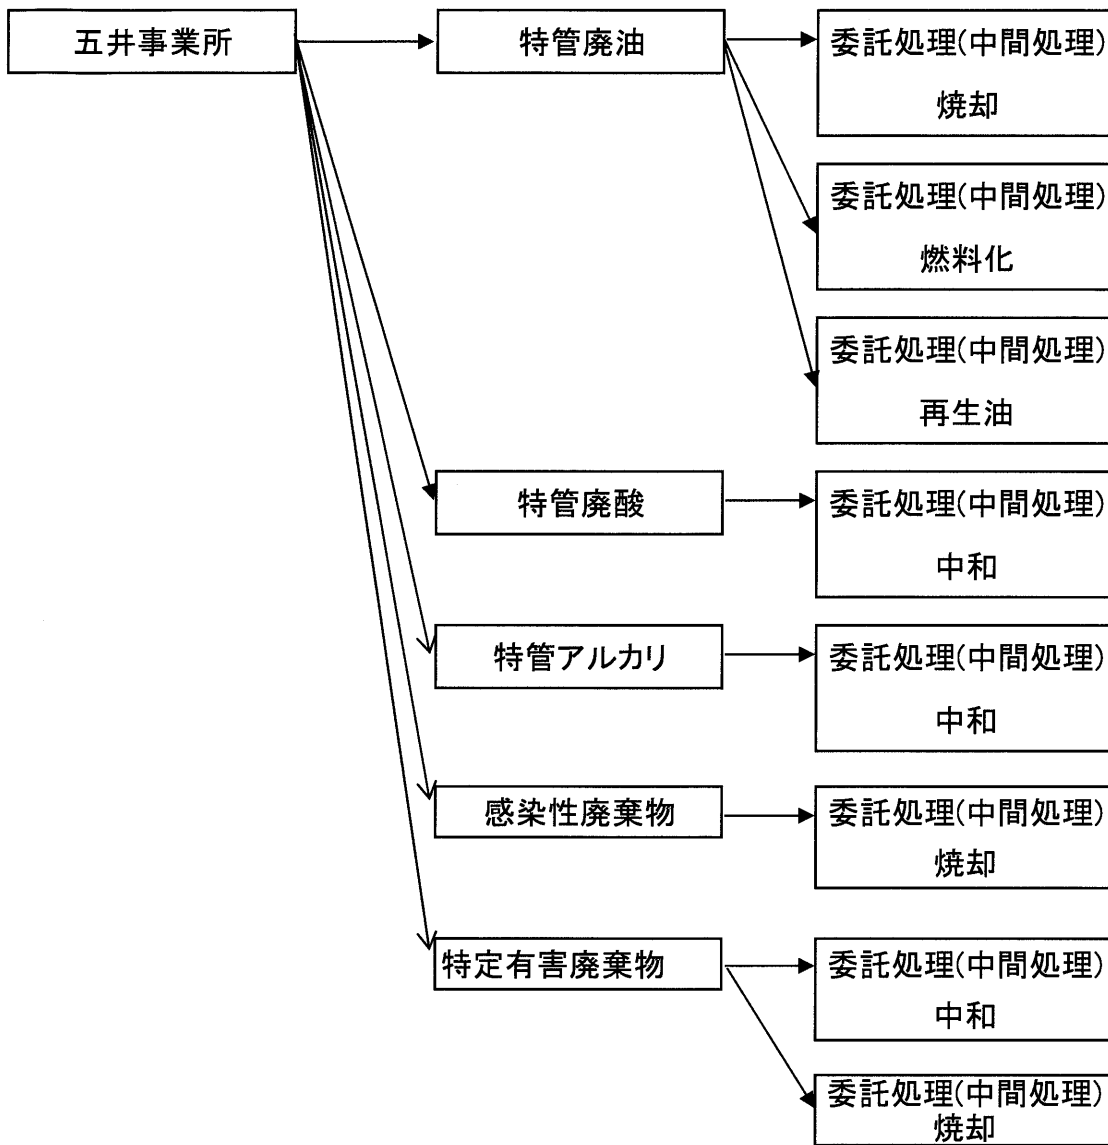 五井事業所
特管廃油
委託処理(中間処理)
焼却
委託処理(中間処理)
燃料化
委託処理(中間処理)
再生油
特管廃酸
委託処理(中間処理)
中和
特管アルカリ
委託処理(中間処理)
中和
感染性廃棄物
委託処理(中間処理)
焼却
特定有害廃棄物
委託処理(中間処理)
中和
委託処理(中間処理)
焼却